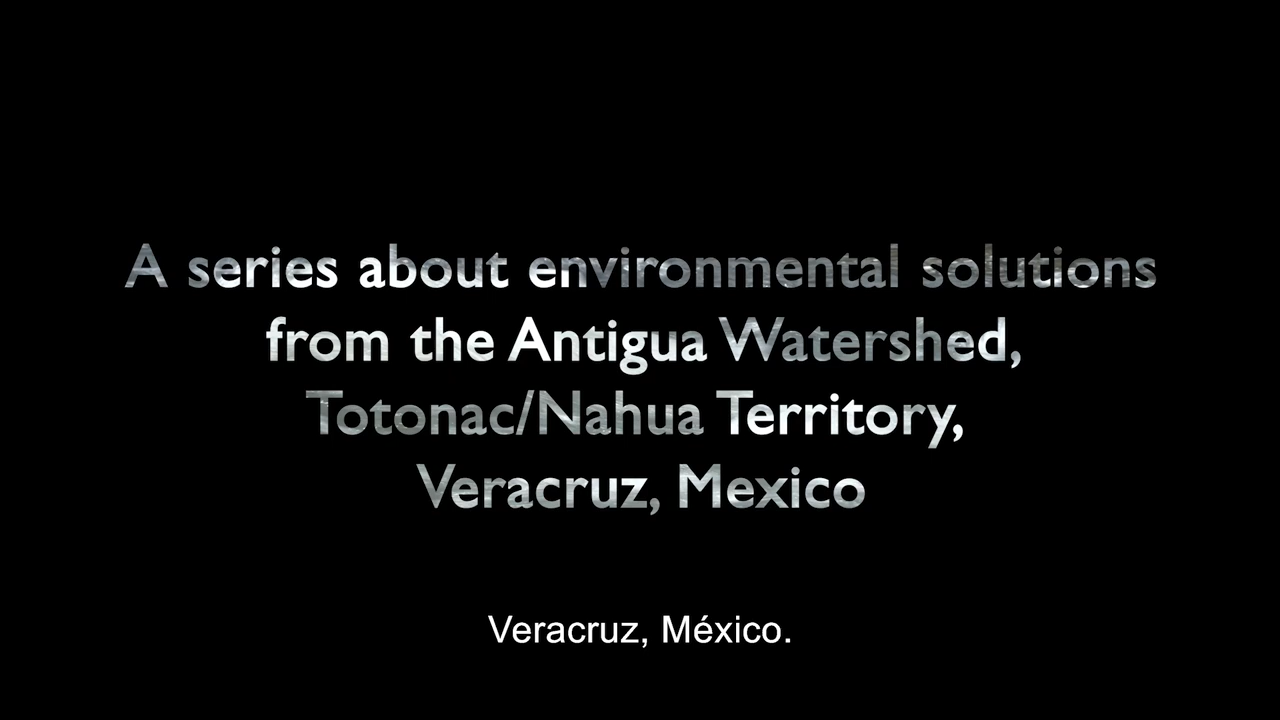 A series about environmental solutions
from the Antigua Watershed,
Totonac/Nahua Territory,
Veracruz, Mexico
Veracruz, México.